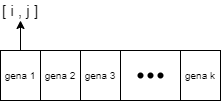 [ i , j ]
gena 1 gena 2 gena 3 ••• gena k